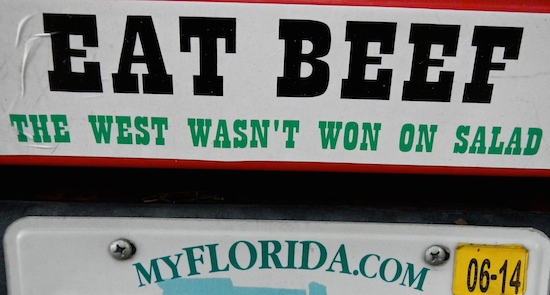 EAT BEEF
THE WEST WASN'T WON ON SALAD
MYFLORIDA.COM
06-14